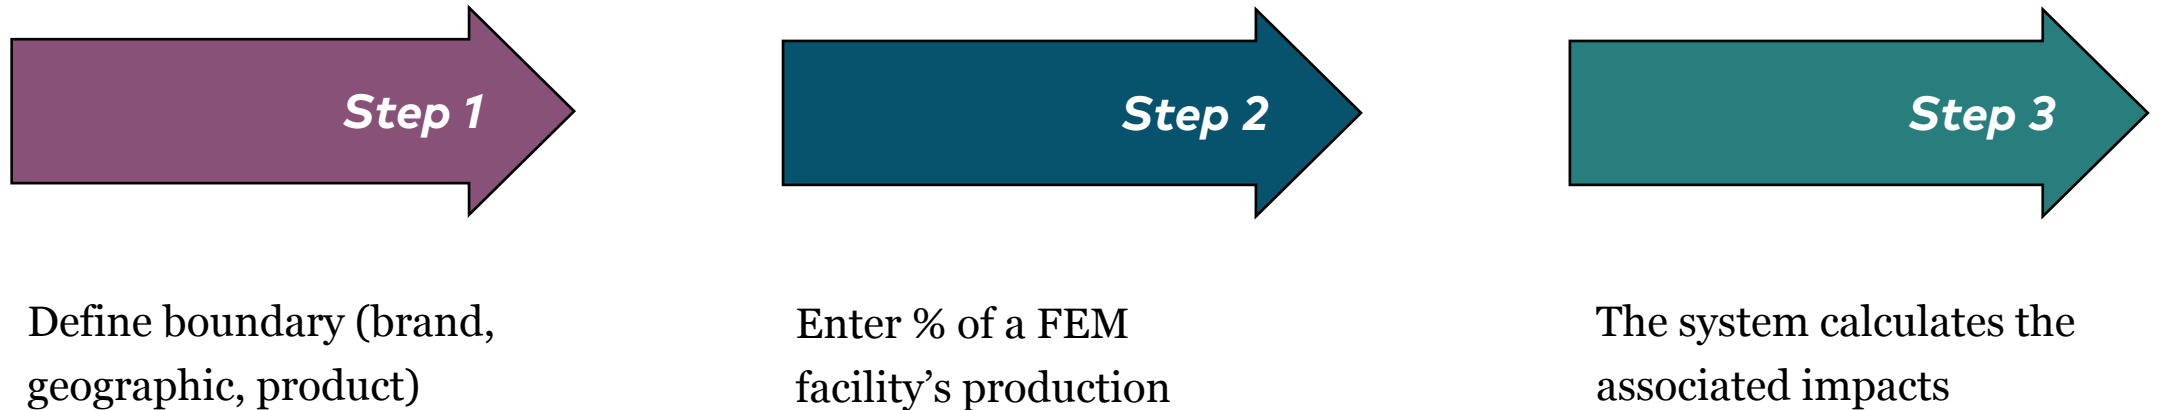 Step 1
Step 2
Step 3
Define boundary (brand,
geographic, product)
Enter % of a FEM
facility’s production
The system calculates the
associated impacts